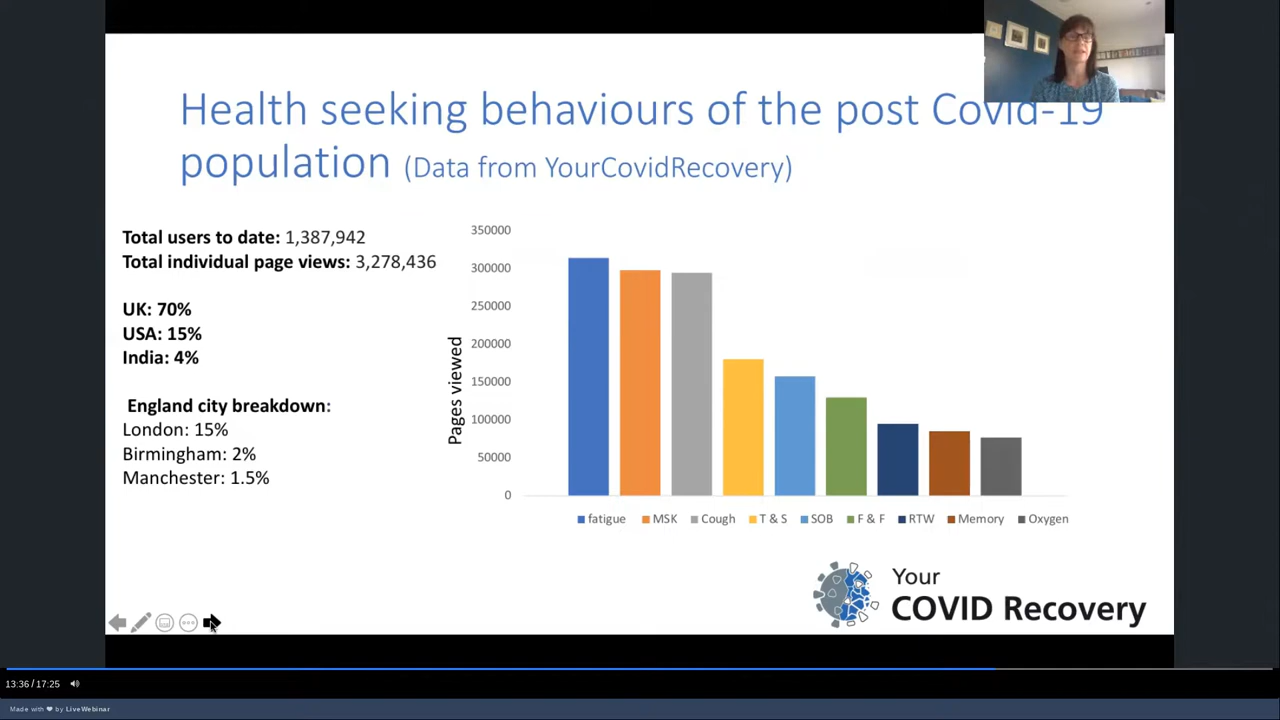 Health seeking behaviours of the post Covid-19
population (Data from YourCovidRecovery)
Total users to date: 1,387,942
Total individual page views: 3,278,436
UK: 70%
USA: 15%
India: 4%
England city breakdown:
London: 15%
Birmingham: 2%
Manchester: 1.5%
Pages viewed
350000
300000
250000
200000
150000
100000
50000
0
fatigue MSK Cough T & S SOB F & F RTW Memory Oxygen
Your
COVID Recovery
13:36 / 17:25
Made with ❤ by LiveWebinar